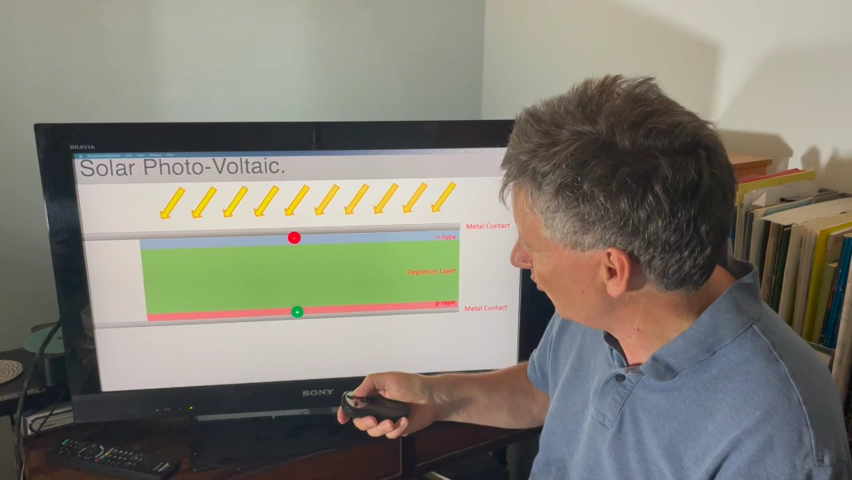 BRAVIA
Solar Photo-Voltaic.
Metal Contact
n-type
Depletion Layer
p-type
Metal Contact
-
+
SONY